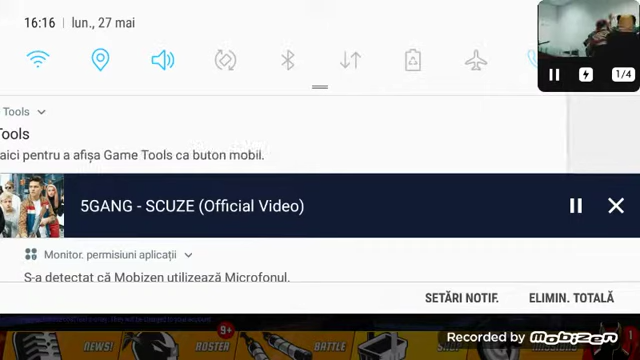 16:16 | lun., 27 mai
1/4
Tools
Tools
aici pentru a afișa Game Tools ca buton mobil.
5GANG - SCUZE (Official Video)
Monitor. permisiuni aplicații
S-a detectat că Mobizen utilizează Microfonul.
SETĂRI NOTIF.
ELIMIN. TOTALĂ
9+
NEWS!
ROSTER
BATTLE
SHOP
Recorded by mobizen